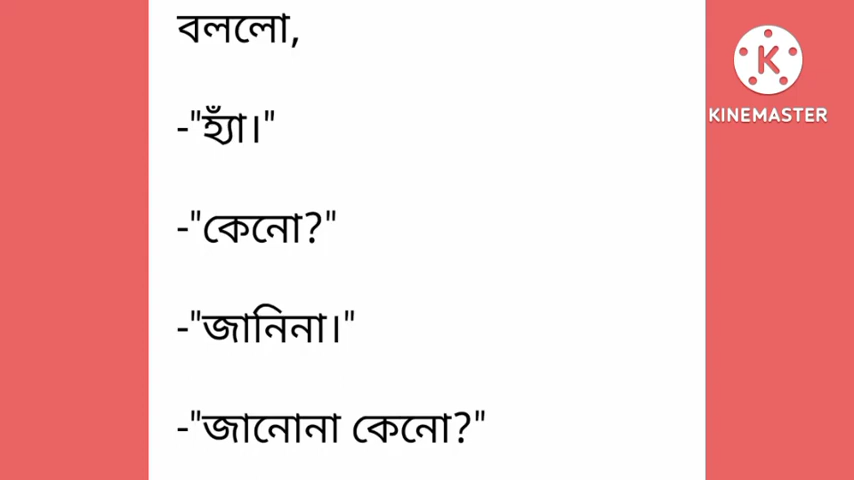 বললো,
-"হ্যাঁ।"
-"কেনো?"
-"জানিনা।"
-"জানোনা কেনো?"
K
KINEMASTER